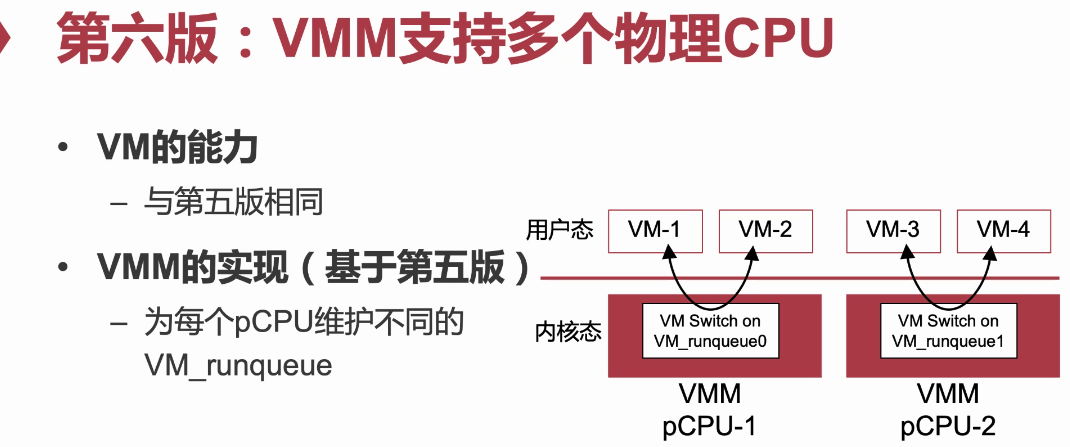 第六版：VMM支持多个物理CPU
• VM的能力
– 与第五版相同
• VMM的实现（基于第五版）
– 为每个pCPU维护不同的
VM_runqueue
用户态
VM-1
VM-2
VM-3
VM-4
内核态
VM Switch on
VM_runqueue0
VM Switch on
VM_runqueue1
VMM
pCPU-1
VMM
pCPU-2